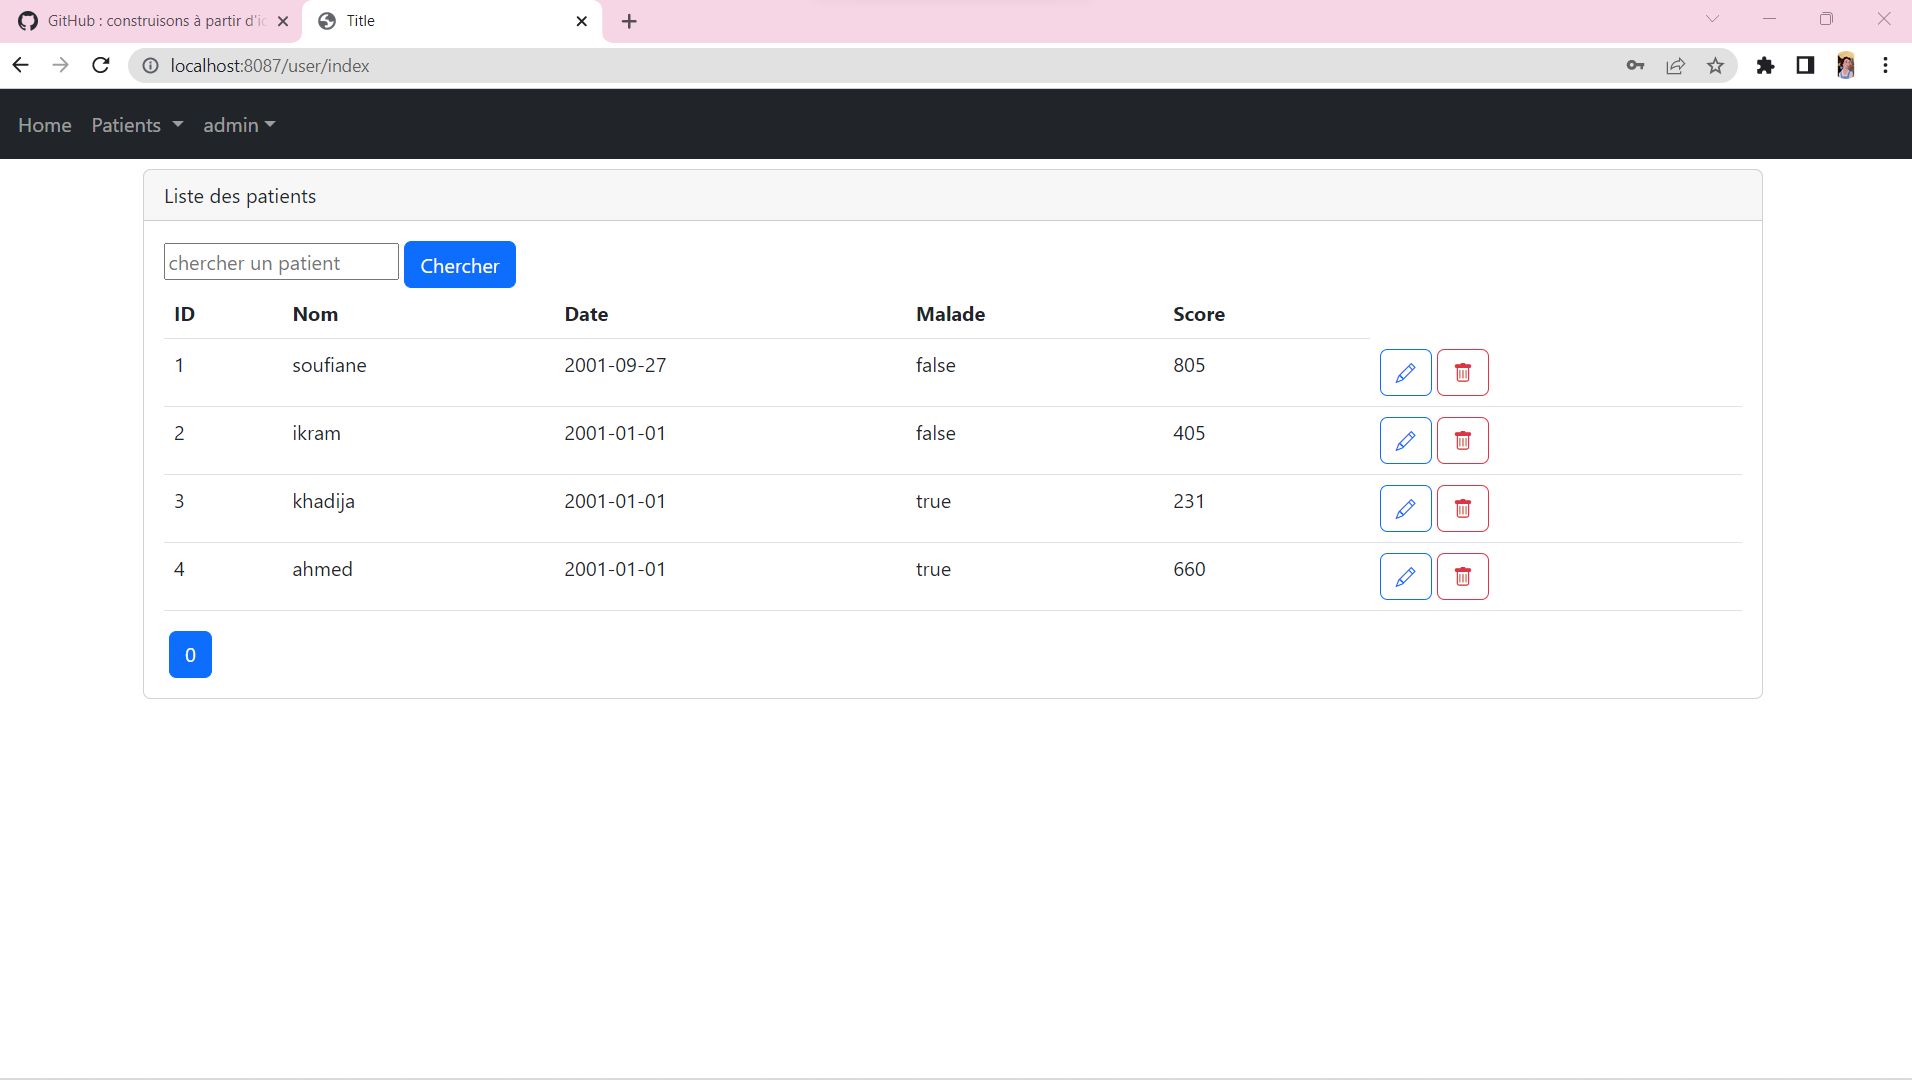 GitHub : construisons à partir d'i
Title
localhost:8087/user/index
Home Patients admin
Liste des patients
chercher un patient Chercher
ID Nom Date Malade Score
1 soufiane 2001-09-27 false 805
2 ikram 2001-01-01 false 405
3 khadija 2001-01-01 true 231
4 ahmed 2001-01-01 true 660
0